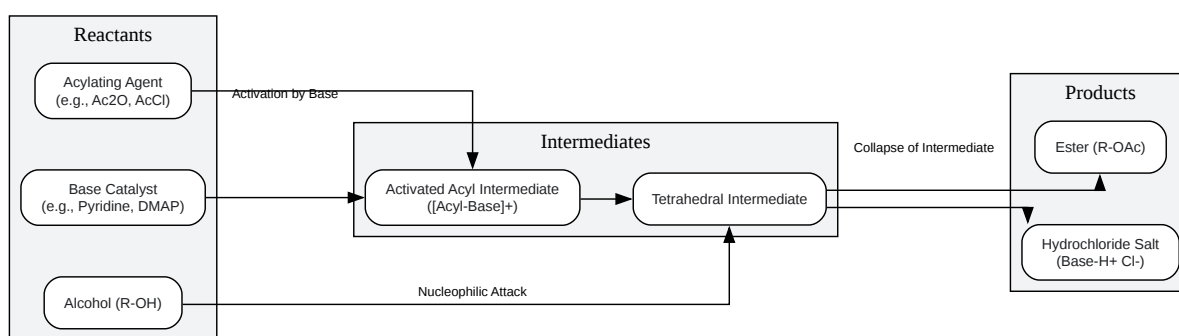 Reactants
Acylating Agent
(e.g., Ac2O, AcCl)
Activation by Base
Base Catalyst
(e.g., Pyridine, DMAP)
Alcohol (R-OH)
Nucleophilic Attack
Intermediates
Activated Acyl Intermediate
([Acyl-Base]+)
Tetrahedral Intermediate
Collapse of Intermediate
Products
Ester (R-OAc)
Hydrochloride Salt
(Base-H+ Cl-)